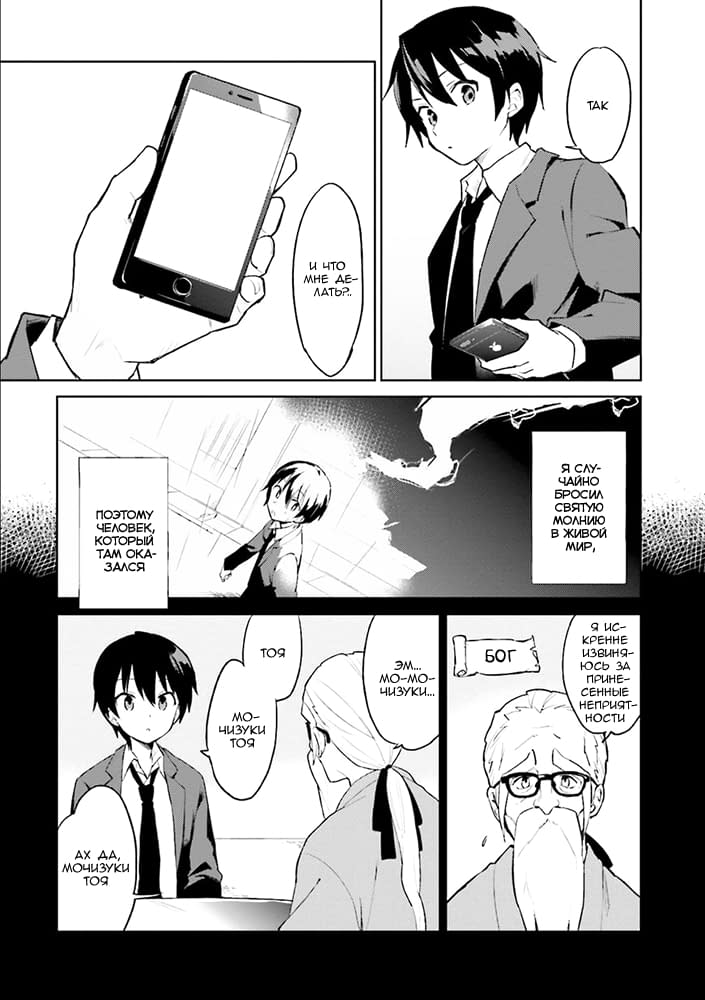 ТАК
И ЧТО
МНЕ ДЕ-
ЛАТЬ?..
Я СЛУ-
ЧАЙНО
БРОСИЛ
СВЯТУЮ
МОЛНИЮ
В ЖИВОЙ
МИР,
ПОЭТОМУ
ЧЕЛОВЕК,
КОТОРЫЙ
ТАМ ОКА-
ЗАЛСЯ
Я ИС-
КРЕННЕ
ИЗВИНЯ-
ЮСЬ ЗА
ПРИНЕ-
СЕННЫЕ
НЕПРИЯТ-
НОСТИ
БОГ
ЭМ...
МО-МО-
ЧИЗУКИ...
ТОЯ
МО-
ЧИЗУКИ
ТОЯ
АХ ДА,
МОЧИЗУКИ
ТОЯ